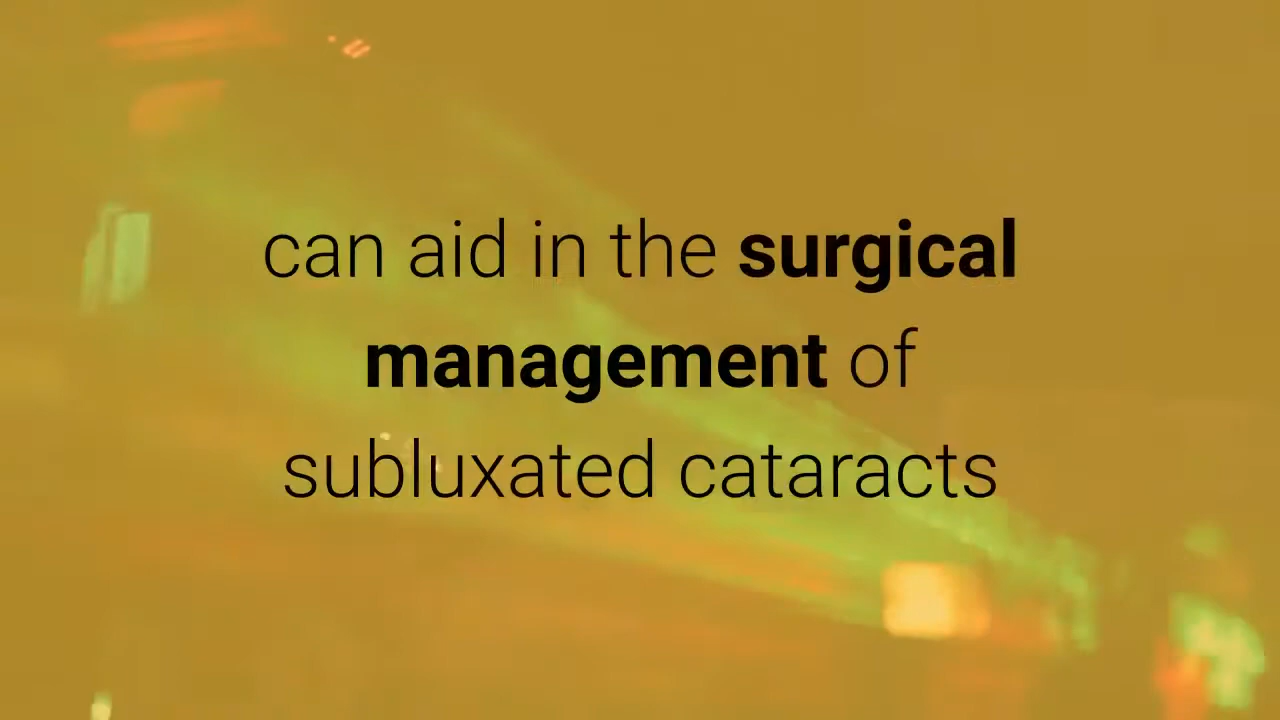 can aid in the surgical
management of
subluxated cataracts